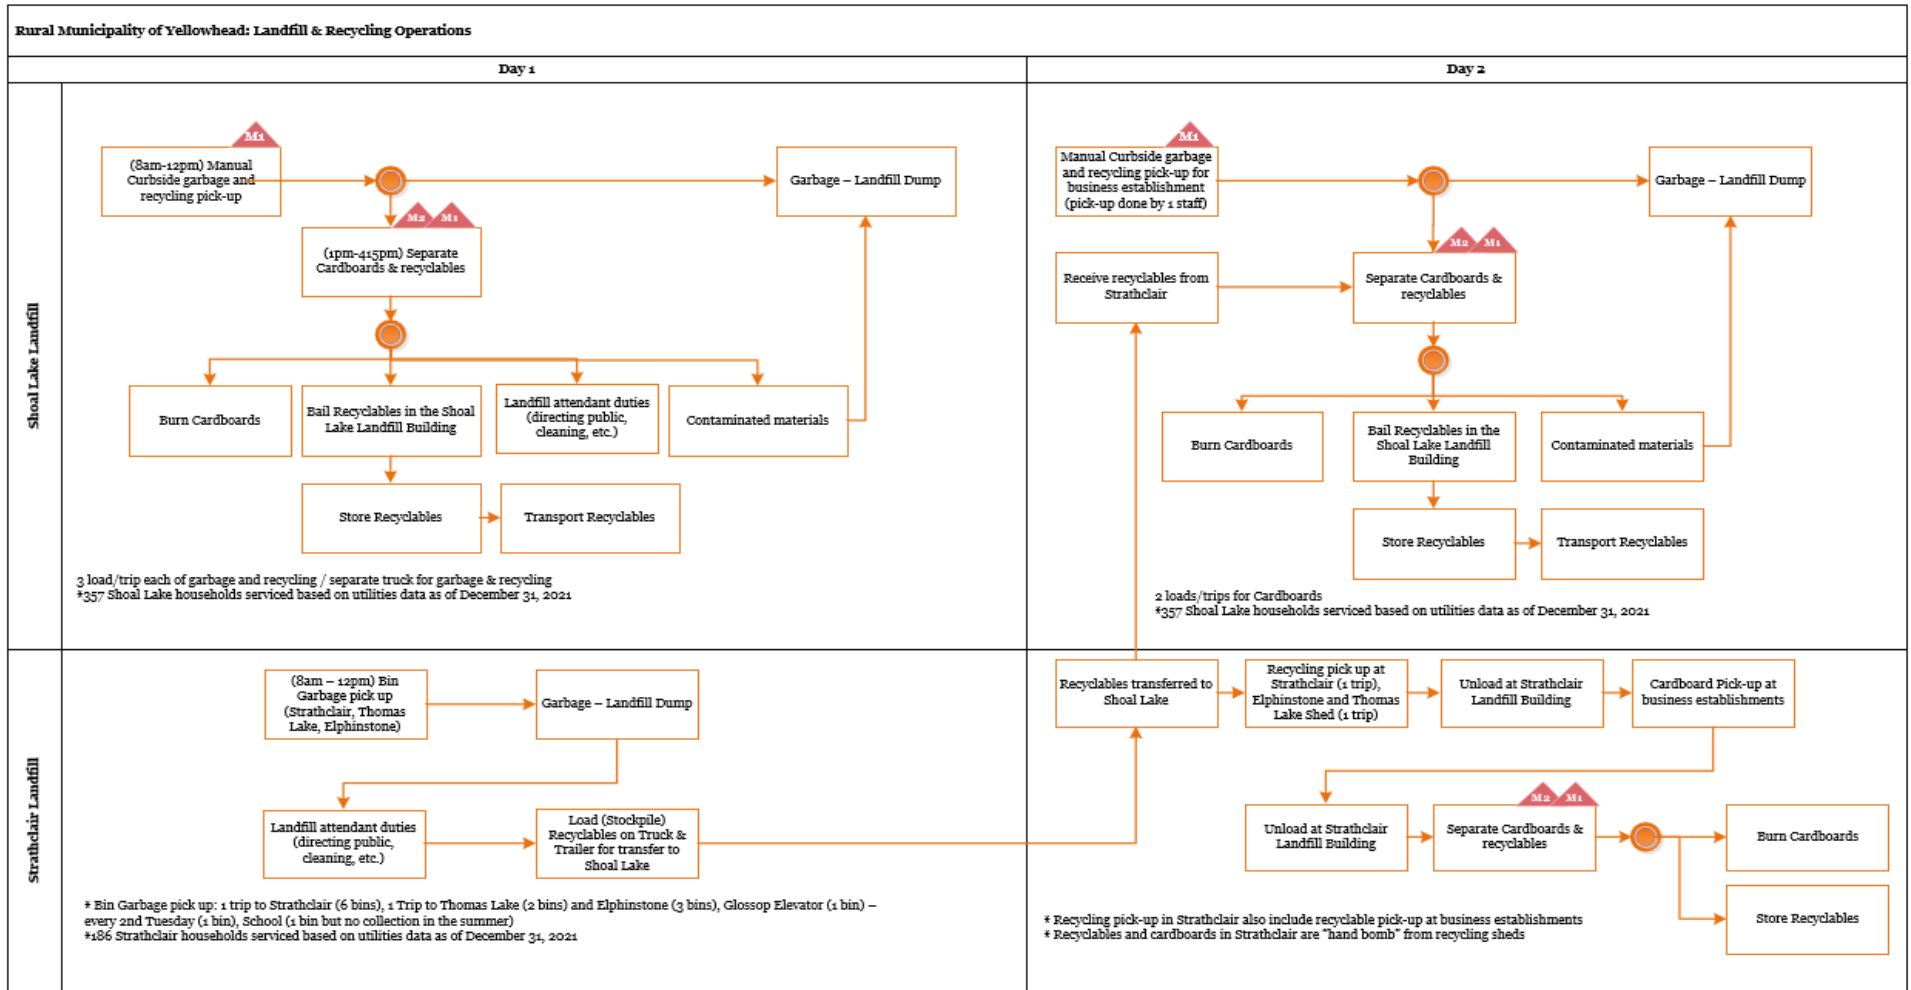 Rural Municipality of Yellowhead: Landfill & Recycling Operations
Day 1
Day 2
Shoal Lake Landfill
M1
(8am-12pm) Manual
Curbside garbage and
recycling pick-up
Garbage – Landfill Dump
M2 M1
(1pm-415pm) Separate
Cardboards & recyclables
Burn Cardboards
Bail Recyclables in the Shoal
Lake Landfill Building
Landfill attendant duties
(directing public,
cleaning, etc.)
Contaminated materials
Store Recyclables
Transport Recyclables
3 load/trip each of garbage and recycling / separate truck for garbage & recycling
*357 Shoal Lake households serviced based on utilities data as of December 31, 2021
M1
Manual Curbside garbage
and recycling pick-up for
business establishment
(pick-up done by 1 staff)
Garbage – Landfill Dump
M2 M1
Receive recyclables from
Strathclair
Separate Cardboards &
recyclables
Burn Cardboards
Bail Recyclables in the
Shoal Lake Landfill
Building
Contaminated materials
Store Recyclables
Transport Recyclables
2 loads/trips for Cardboards
*357 Shoal Lake households serviced based on utilities data as of December 31, 2021
Strathclair Landfill
(8am – 12pm) Bin
Garbage pick up
(Strathclair, Thomas
Lake, Elphinstone)
Garbage – Landfill Dump
Landfill attendant duties
(directing public,
cleaning, etc.)
Load (Stockpile)
Recyclables on Truck &
Trailer for transfer to
Shoal Lake
* Bin Garbage pick up: 1 trip to Strathclair (6 bins), 1 Trip to Thomas Lake (2 bins) and Elphinstone (3 bins), Glossop Elevator (1 bin) –
every 2nd Tuesday (1 bin), School (1 bin but no collection in the summer)
*186 Strathclair households serviced based on utilities data as of December 31, 2021
Recyclables transferred to
Shoal Lake
Recycling pick up at
Strathclair (1 trip),
Elphinstone and Thomas
Lake Shed (1 trip)
Unload at Strathclair
Landfill Building
Cardboard Pick-up at
business establishments
M2 M1
Unload at Strathclair
Landfill Building
Separate Cardboards &
recyclables
Burn Cardboards
Store Recyclables
* Recycling pick-up in Strathclair also include recyclable pick-up at business establishments
* Recyclables and cardboards in Strathclair are "hand bomb" from recycling sheds